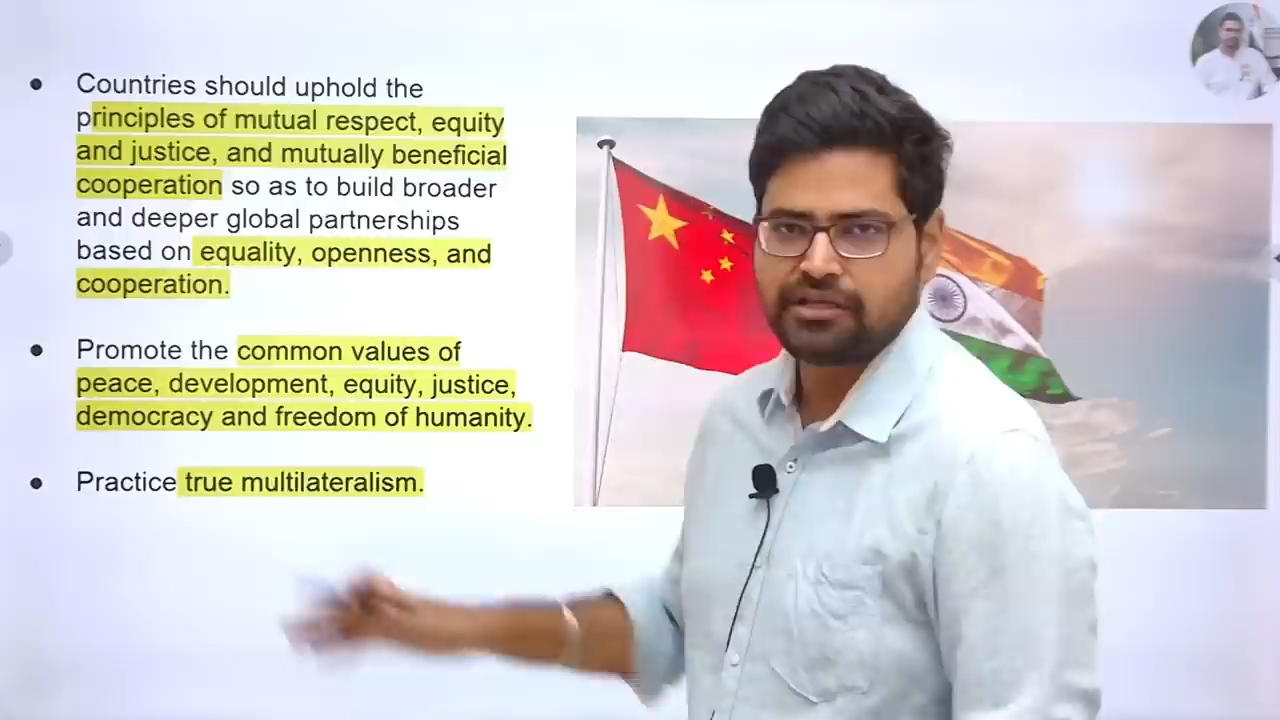 Countries should uphold the
principles of mutual respect, equity
and justice, and mutually beneficial
cooperation so as to build broader
and deeper global partnerships
based on equality, openness, and
cooperation.
Promote the common values of
peace, development, equity, justice,
democracy and freedom of humanity.
Practice true multilateralism.